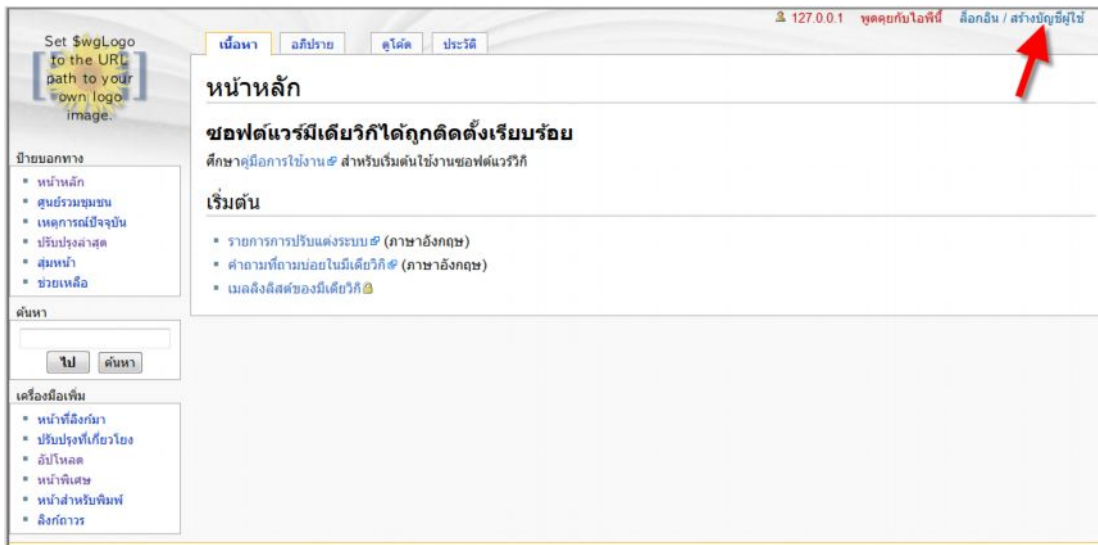 127.0.0.1 พูดคุยกับไอพีนี้ ล็อกอิน / สร้างบัญชีผู้ใช้
Set $wgLogo
to the URL
path to your
own logo
image.
เนื้อหา อภิปราย ดูโค้ด ประวัติ
หน้าหลัก
ซอฟต์แวร์มีเดียวิกิได้ถูกติดตั้งเรียบร้อย
ศึกษาคู่มือการใช้งาน สำหรับเริ่มต้นใช้งานซอฟต์แวร์วิกิ
เริ่มต้น
รายการการปรับแต่งระบบ (ภาษาอังกฤษ)
คำถามที่ถามบ่อยในมีเดียวิกิ (ภาษาอังกฤษ)
เมลลิงลิสต์ของมีเดียวิกิ
ป้ายบอกทาง
หน้าหลัก
ศูนย์รวมชุมชน
เหตุการณ์ปัจจุบัน
ปรับปรุงล่าสุด
สุ่มหน้า
ช่วยเหลือ
ค้นหา
ไป ค้นหา
เครื่องมือเพิ่ม
หน้าที่ลิงก์มา
ปรับปรุงที่เกี่ยวโยง
อัปโหลด
หน้าพิเศษ
หน้าสำหรับพิมพ์
ลิงก์ถาวร